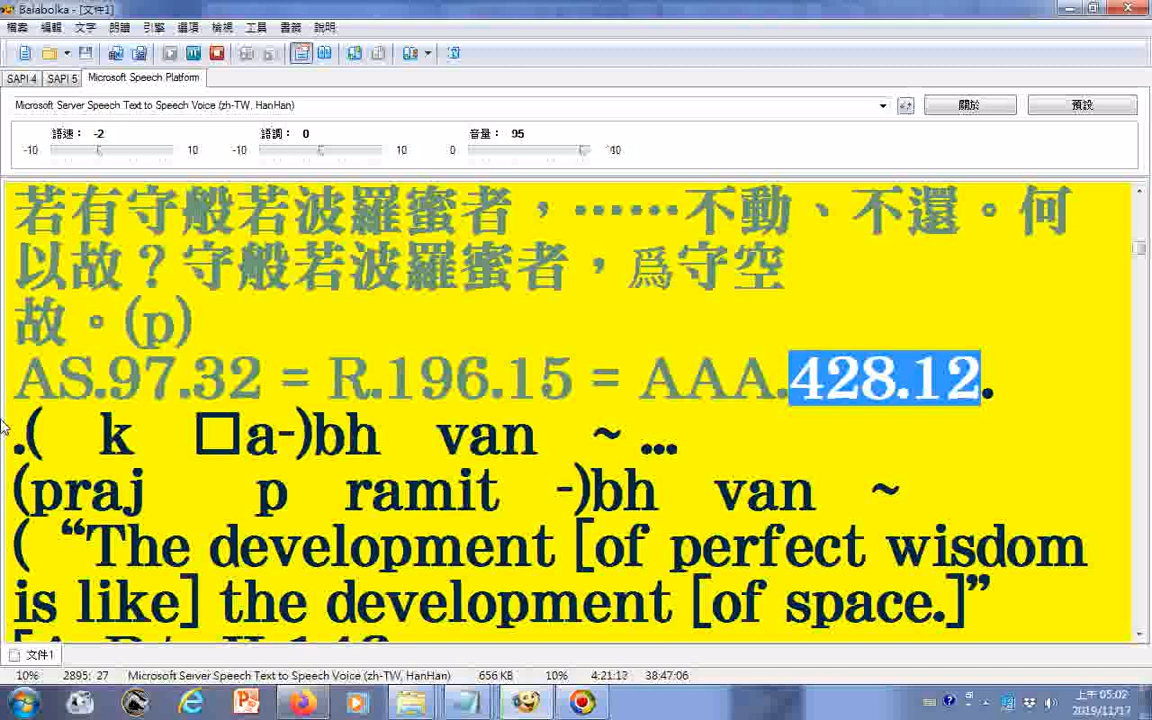 Balabolka - [文件1]
檔案 編輯 文字 朗讀 引擎 選項 檢視 工具 書籤 說明
SAPI 4 SAPI 5 Microsoft Speech Platform
Microsoft Server Speech Text to Speech Voice (zh-TW, HanHan) 關於 預設
語速： -2 語調： 0 音量： 95
-10 10 -10 10 0 100
若有守般若波羅蜜者，……不動、不還。何
以故？守般若波羅蜜者，爲守空
故。(p)
AS.97.32 = R.196.15 = AAA.428.12.
.( k □a-)bh van ~ ...
(praj p ramit -)bh van ~
( “The development [of perfect wisdom
is like] the development [of space.]”
文件1
10% 2895: 27 Microsoft Server Speech Text to Speech Voice (zh-TW, HanHan) 656 KB 10% 4:21:13 38:47:06
上午 05:02
2019/11/17